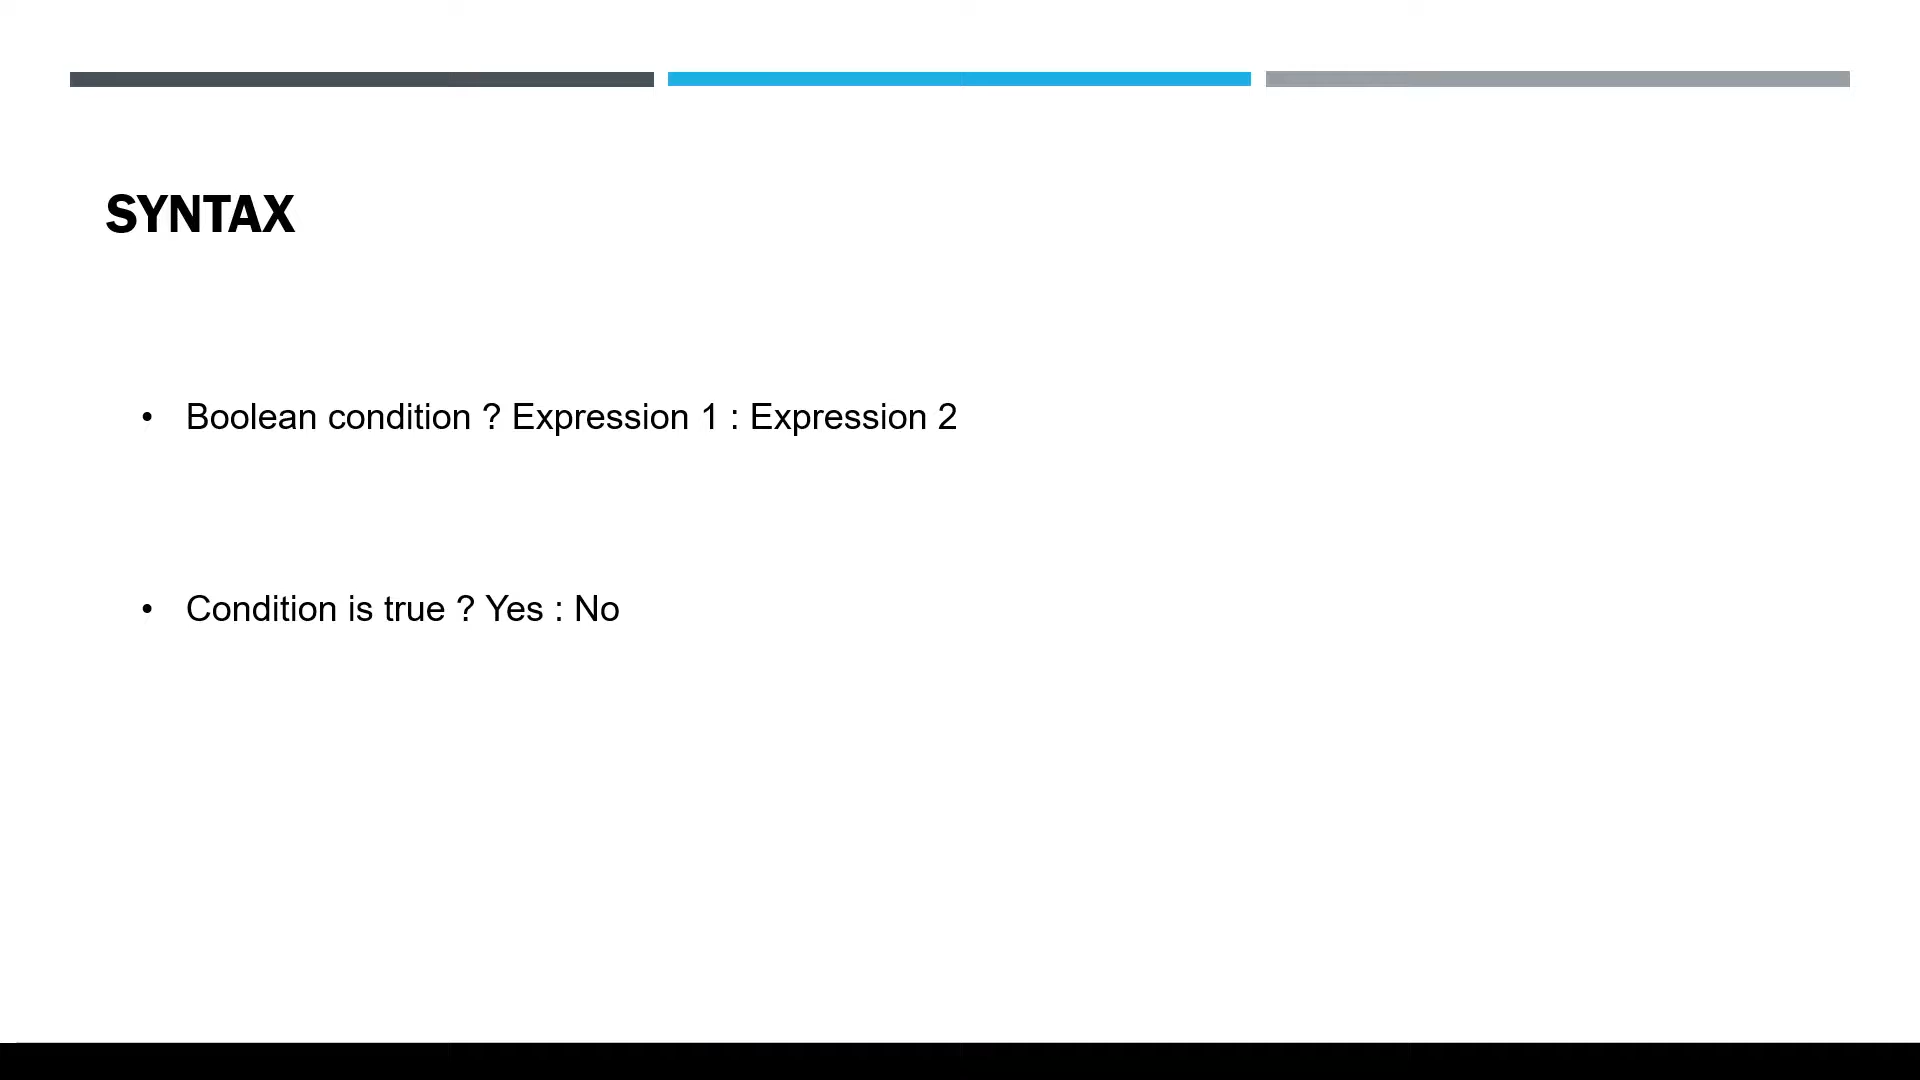 SYNTAX
• Boolean condition ? Expression 1 : Expression 2
• Condition is true ? Yes : No